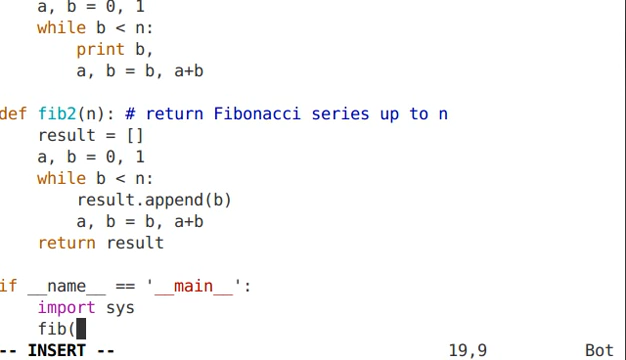 a, b = 0, 1
while b < n:
print b,
a, b = b, a+b
def fib2(n): # return Fibonacci series up to n
result = []
a, b = 0, 1
while b < n:
result.append(b)
a, b = b, a+b
return result
if __name__ == '__main__':
import sys
fib(
-- INSERT -- 19,9 Bot